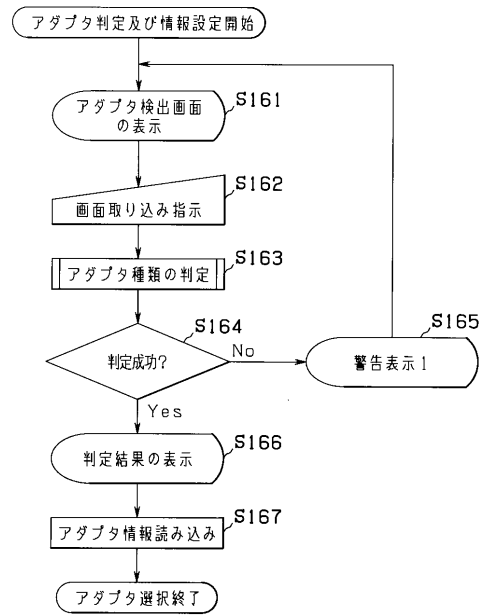 アダプタ判定及び情報設定開始
S161
アダプタ検出画面
の表示
S162
画面取り込み指示
S163
アダプタ種類の判定
S164
判定成功?
No
S165
警告表示1
Yes
S166
判定結果の表示
S167
アダプタ情報読み込み
アダプタ選択終了